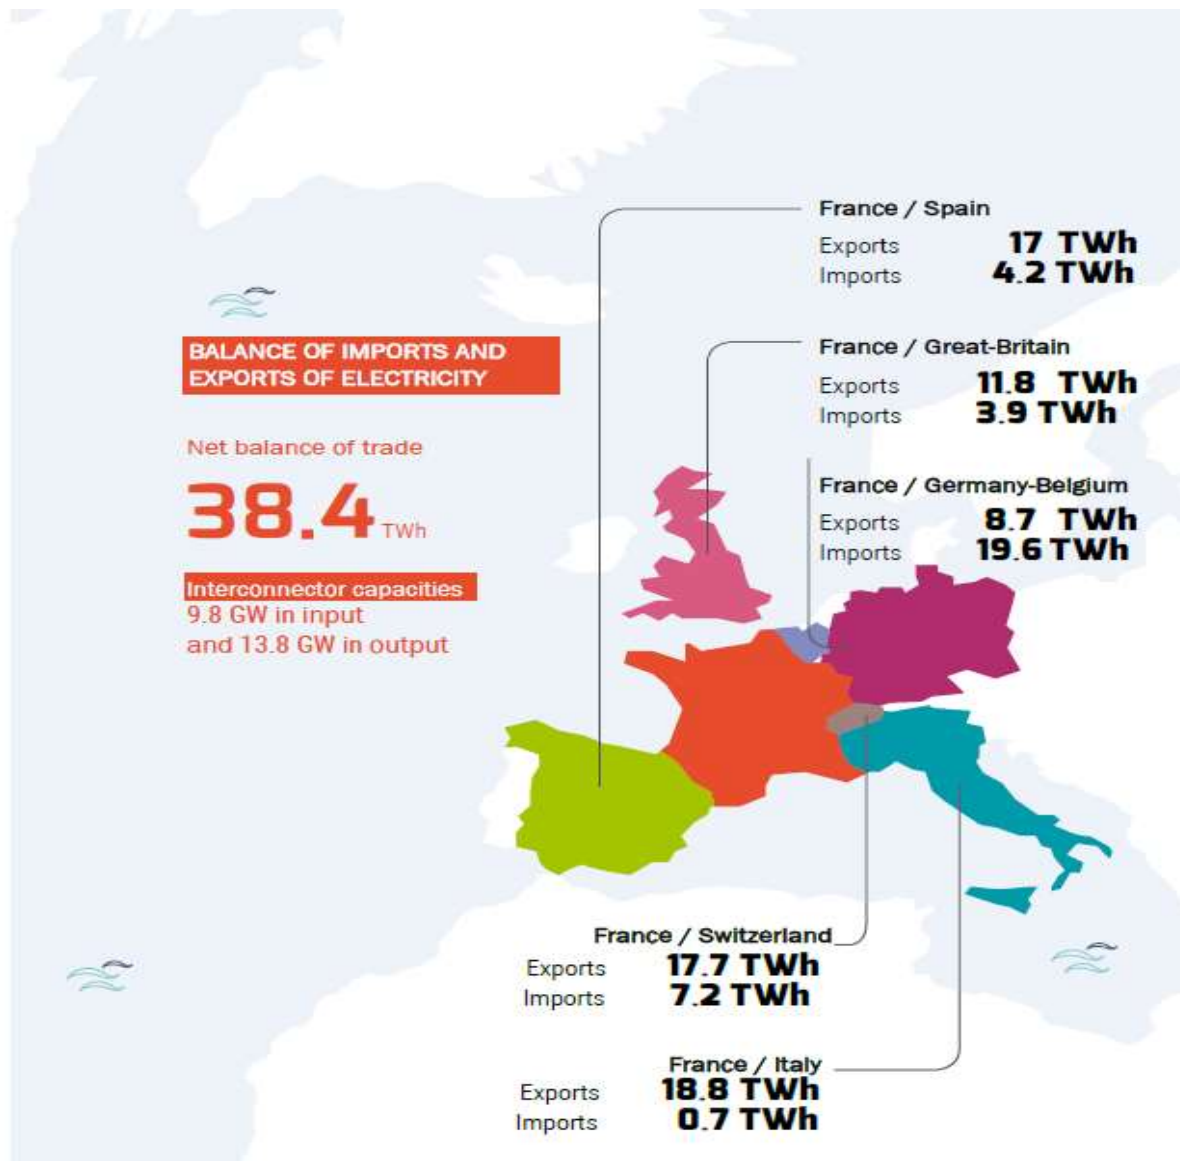 France / Spain
Exports 17 TWh
Imports 4.2 TWh
BALANCE OF IMPORTS AND
EXPORTS OF ELECTRICITY
Net balance of trade
38.4 TWh
Interconnector capacities
9.8 GW in input
and 13.8 GW in output
France / Great-Britain
Exports 11.8 TWh
Imports 3.9 TWh
France / Germany-Belgium
Exports 8.7 TWh
Imports 19.6 TWh
France / Switzerland
Exports 17.7 TWh
Imports 7.2 TWh
France / Italy
Exports 18.8 TWh
Imports 0.7 TWh